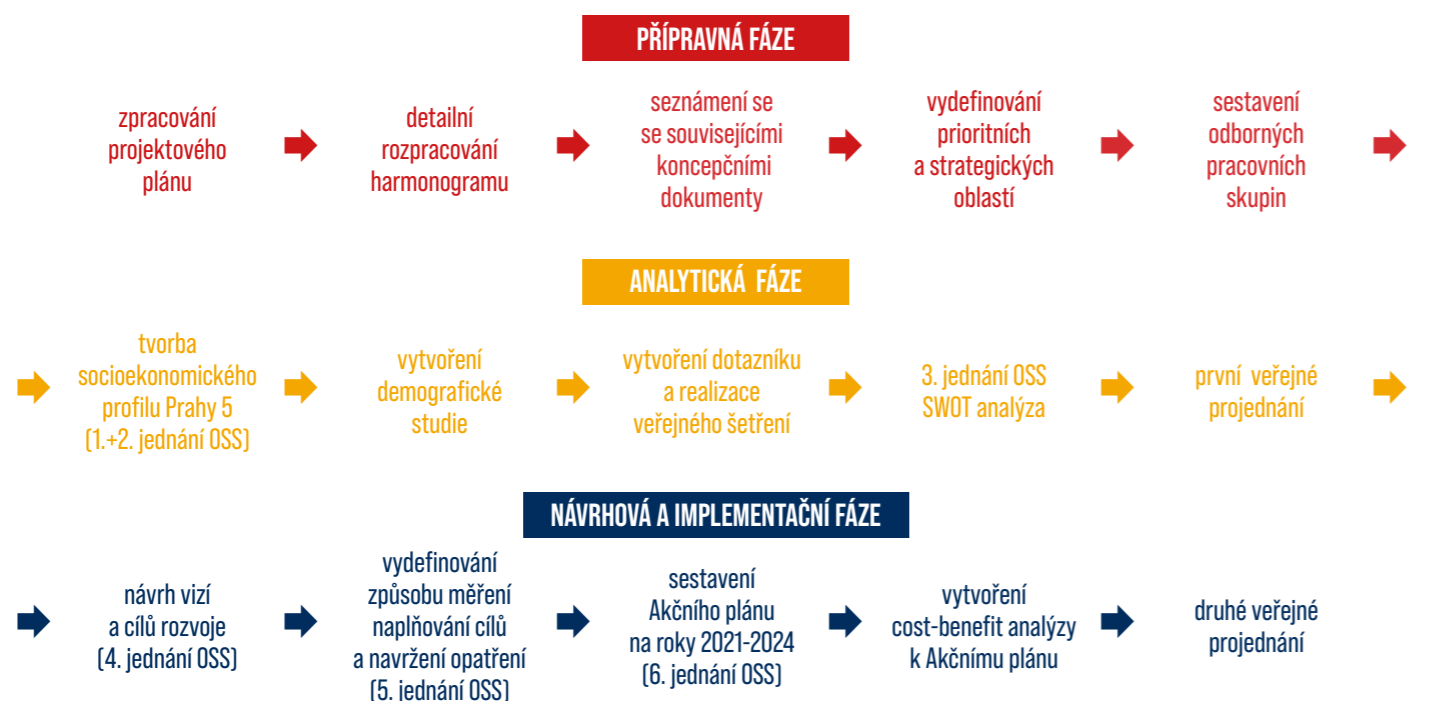 PŘÍPRAVNÁ FÁZE
zpracování
projektového
plánu
detailní
rozpracování
harmonogramu
seznámení se
se souvisejícími
koncepčními
dokumenty
vydefinování
prioritních
a strategických
oblastí
sestavení
odborných
pracovních
skupin
ANALYTICKÁ FÁZE
tvorba
socioekonomického
profilu Prahy 5
(1.+2. jednání OSS)
vytvoření
demografické
studie
vytvoření dotazníku
a realizace
veřejného šetření
3. jednání OSS
SWOT analýza
první veřejné
projednání
NÁVRHOVÁ A IMPLEMENTAČNÍ FÁZE
návrh vizí
a cílů rozvoje
(4. jednání OSS)
vydefinování
způsobu měření
naplňování cílů
a navržení opatření
(5. jednání OSS)
sestavení
Akčního plánu
na roky 2021-2024
(6. jednání OSS)
vytvoření
cost-benefit analýzy
k Akčnímu plánu
druhé veřejné
projednání